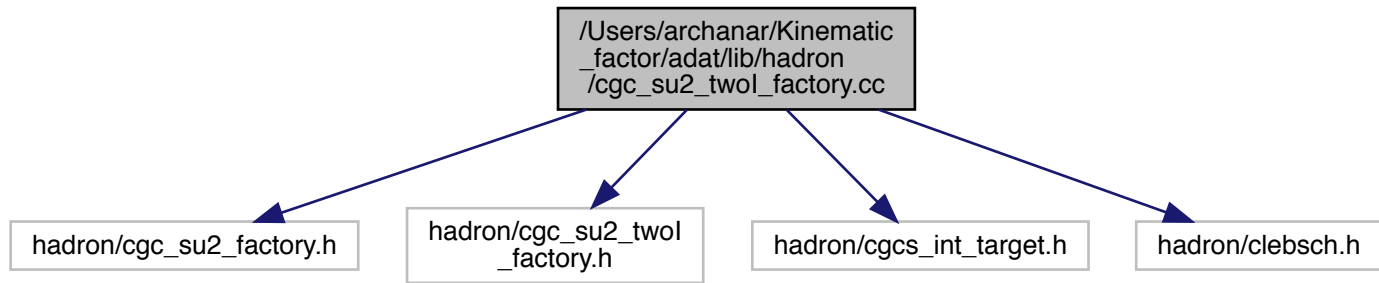 /Users/archanar/Kinematic
_factor/adat/lib/hadron
/cgc_su2_twoI_factory.cc
hadron/cgc_su2_factory.h
hadron/cgc_su2_twoI
_factory.h
hadron/cgcs_int_target.h
hadron/clebsch.h